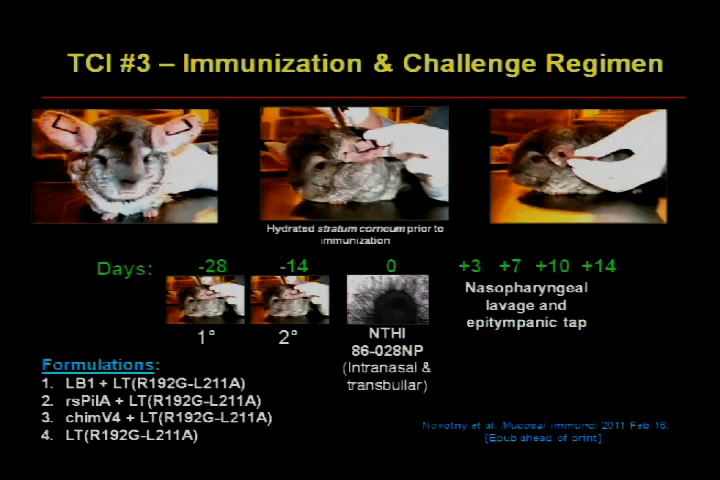 TCI #3 – Immunization & Challenge Regimen
Hydrated stratum corneum prior to
immunization
Days: -28 -14 0 +3 +7 +10 +14
Nasopharyngeal
lavage and
epitympanic tap
1° 2°
NTHI
86-028NP
(Intranasal &
transbullar)
Formulations:
1. LB1 + LT(R192G-L211A)
2. rsPilA + LT(R192G-L211A)
3. chimV4 + LT(R192G-L211A)
4. LT(R192G-L211A)
Novotny et al. Mucosal Immunol 2011 Feb 16.
[Epub ahead of print]